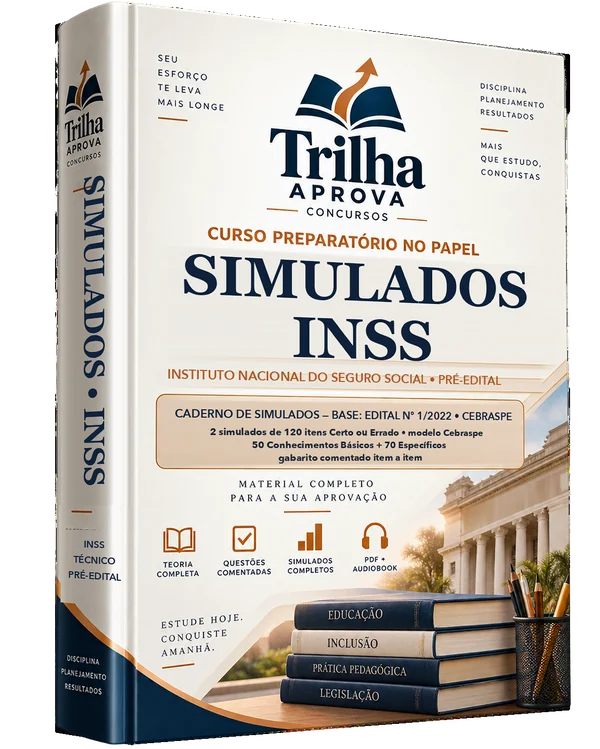 Trilha
APROVA
CONCURSOS
SIMULADOS • INSS
INSS
TÉCNICO
PRÉ-EDITAL
DISCIPLINA
PLANEJAMENTO
RESULTADOS
SEU
ESFORÇO
TE LEVA
MAIS LONGE
Trilha
APROVA
CONCURSOS
DISCIPLINA
PLANEJAMENTO
RESULTADOS
MAIS
QUE ESTUDO,
CONQUISTAS
CURSO PREPARATÓRIO NO PAPEL
SIMULADOS
INSS
INSTITUTO NACIONAL DO SEGURO SOCIAL • PRÉ-EDITAL
CADERNO DE SIMULADOS – BASE: EDITAL Nº 1/2022 • CEBRASPE
2 simulados de 120 itens Certo ou Errado • modelo Cebraspe
50 Conhecimentos Básicos + 70 Específicos
gabarito comentado item a item
MATERIAL COMPLETO
PARA A SUA APROVAÇÃO
TEORIA
COMPLETA
QUESTÕES
COMENTADAS
SIMULADOS
COMPLETOS
PDF +
AUDIOBOOK
ESTUDE HOJE.
CONQUISTE
AMANHÃ.
EDUCAÇÃO
INCLUSÃO
PRÁTICA PEDAGÓGICA
LEGISLAÇÃO